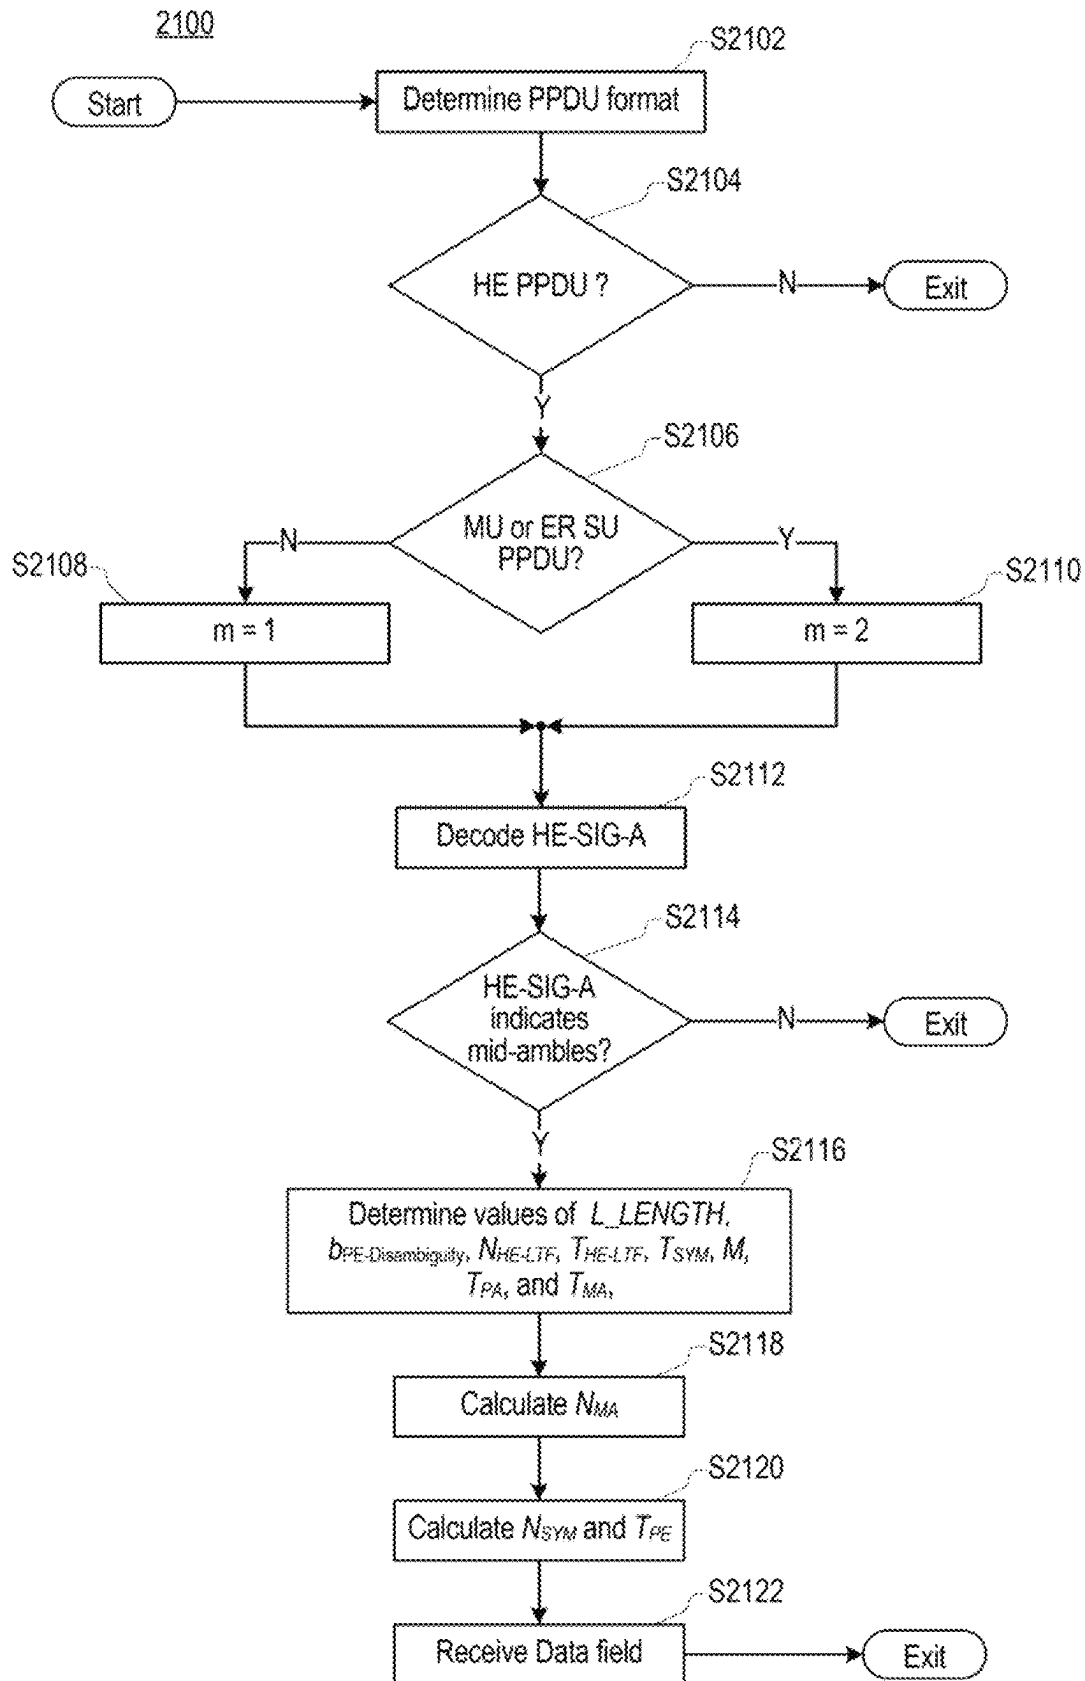 2100
S2102
Start
Determine PPDU format
S2104
HE PPDU ?
N
Exit
Y
S2106
MU or ER SU
PPDU?
N
Y
S2108
S2110
m = 1
m = 2
S2112
Decode HE-SIG-A
S2114
HE-SIG-A
indicates
mid-ambles?
N
Exit
Y
S2116
Determine values of L_LENGTH,
bPE-Disambiguity, NHE-LTF, THE-LTF, TSYM, M,
TPA, and TMA,
S2118
Calculate NMA
S2120
Calculate NSYM and TPE
S2122
Receive Data field
Exit